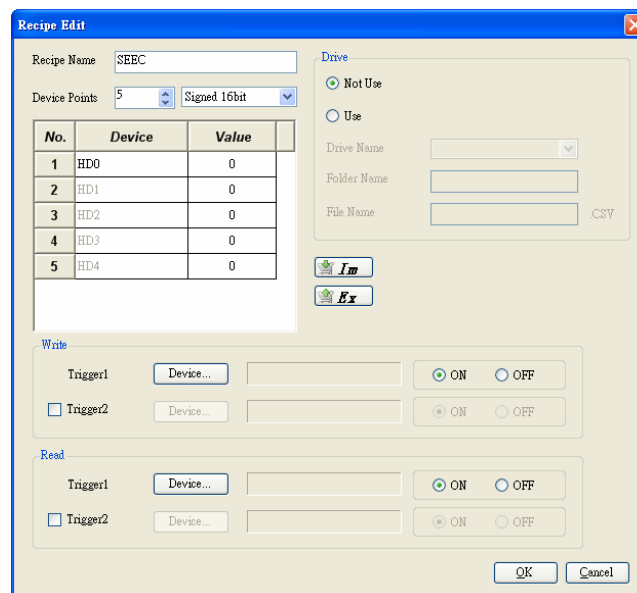 Recipe Edit
Recipe Name SEEC
Device Points 5 Signed 16bit
No. Device Value
1 HD0 0
2 HD1 0
3 HD2 0
4 HD3 0
5 HD4 0
Drive
Not Use
Use
Drive Name
Folder Name
File Name .CSV
Im
Ex
Write
Trigger1 Device... ON OFF
Trigger2 Device... ON OFF
Read
Trigger1 Device... ON OFF
Trigger2 Device... ON OFF
OK Cancel